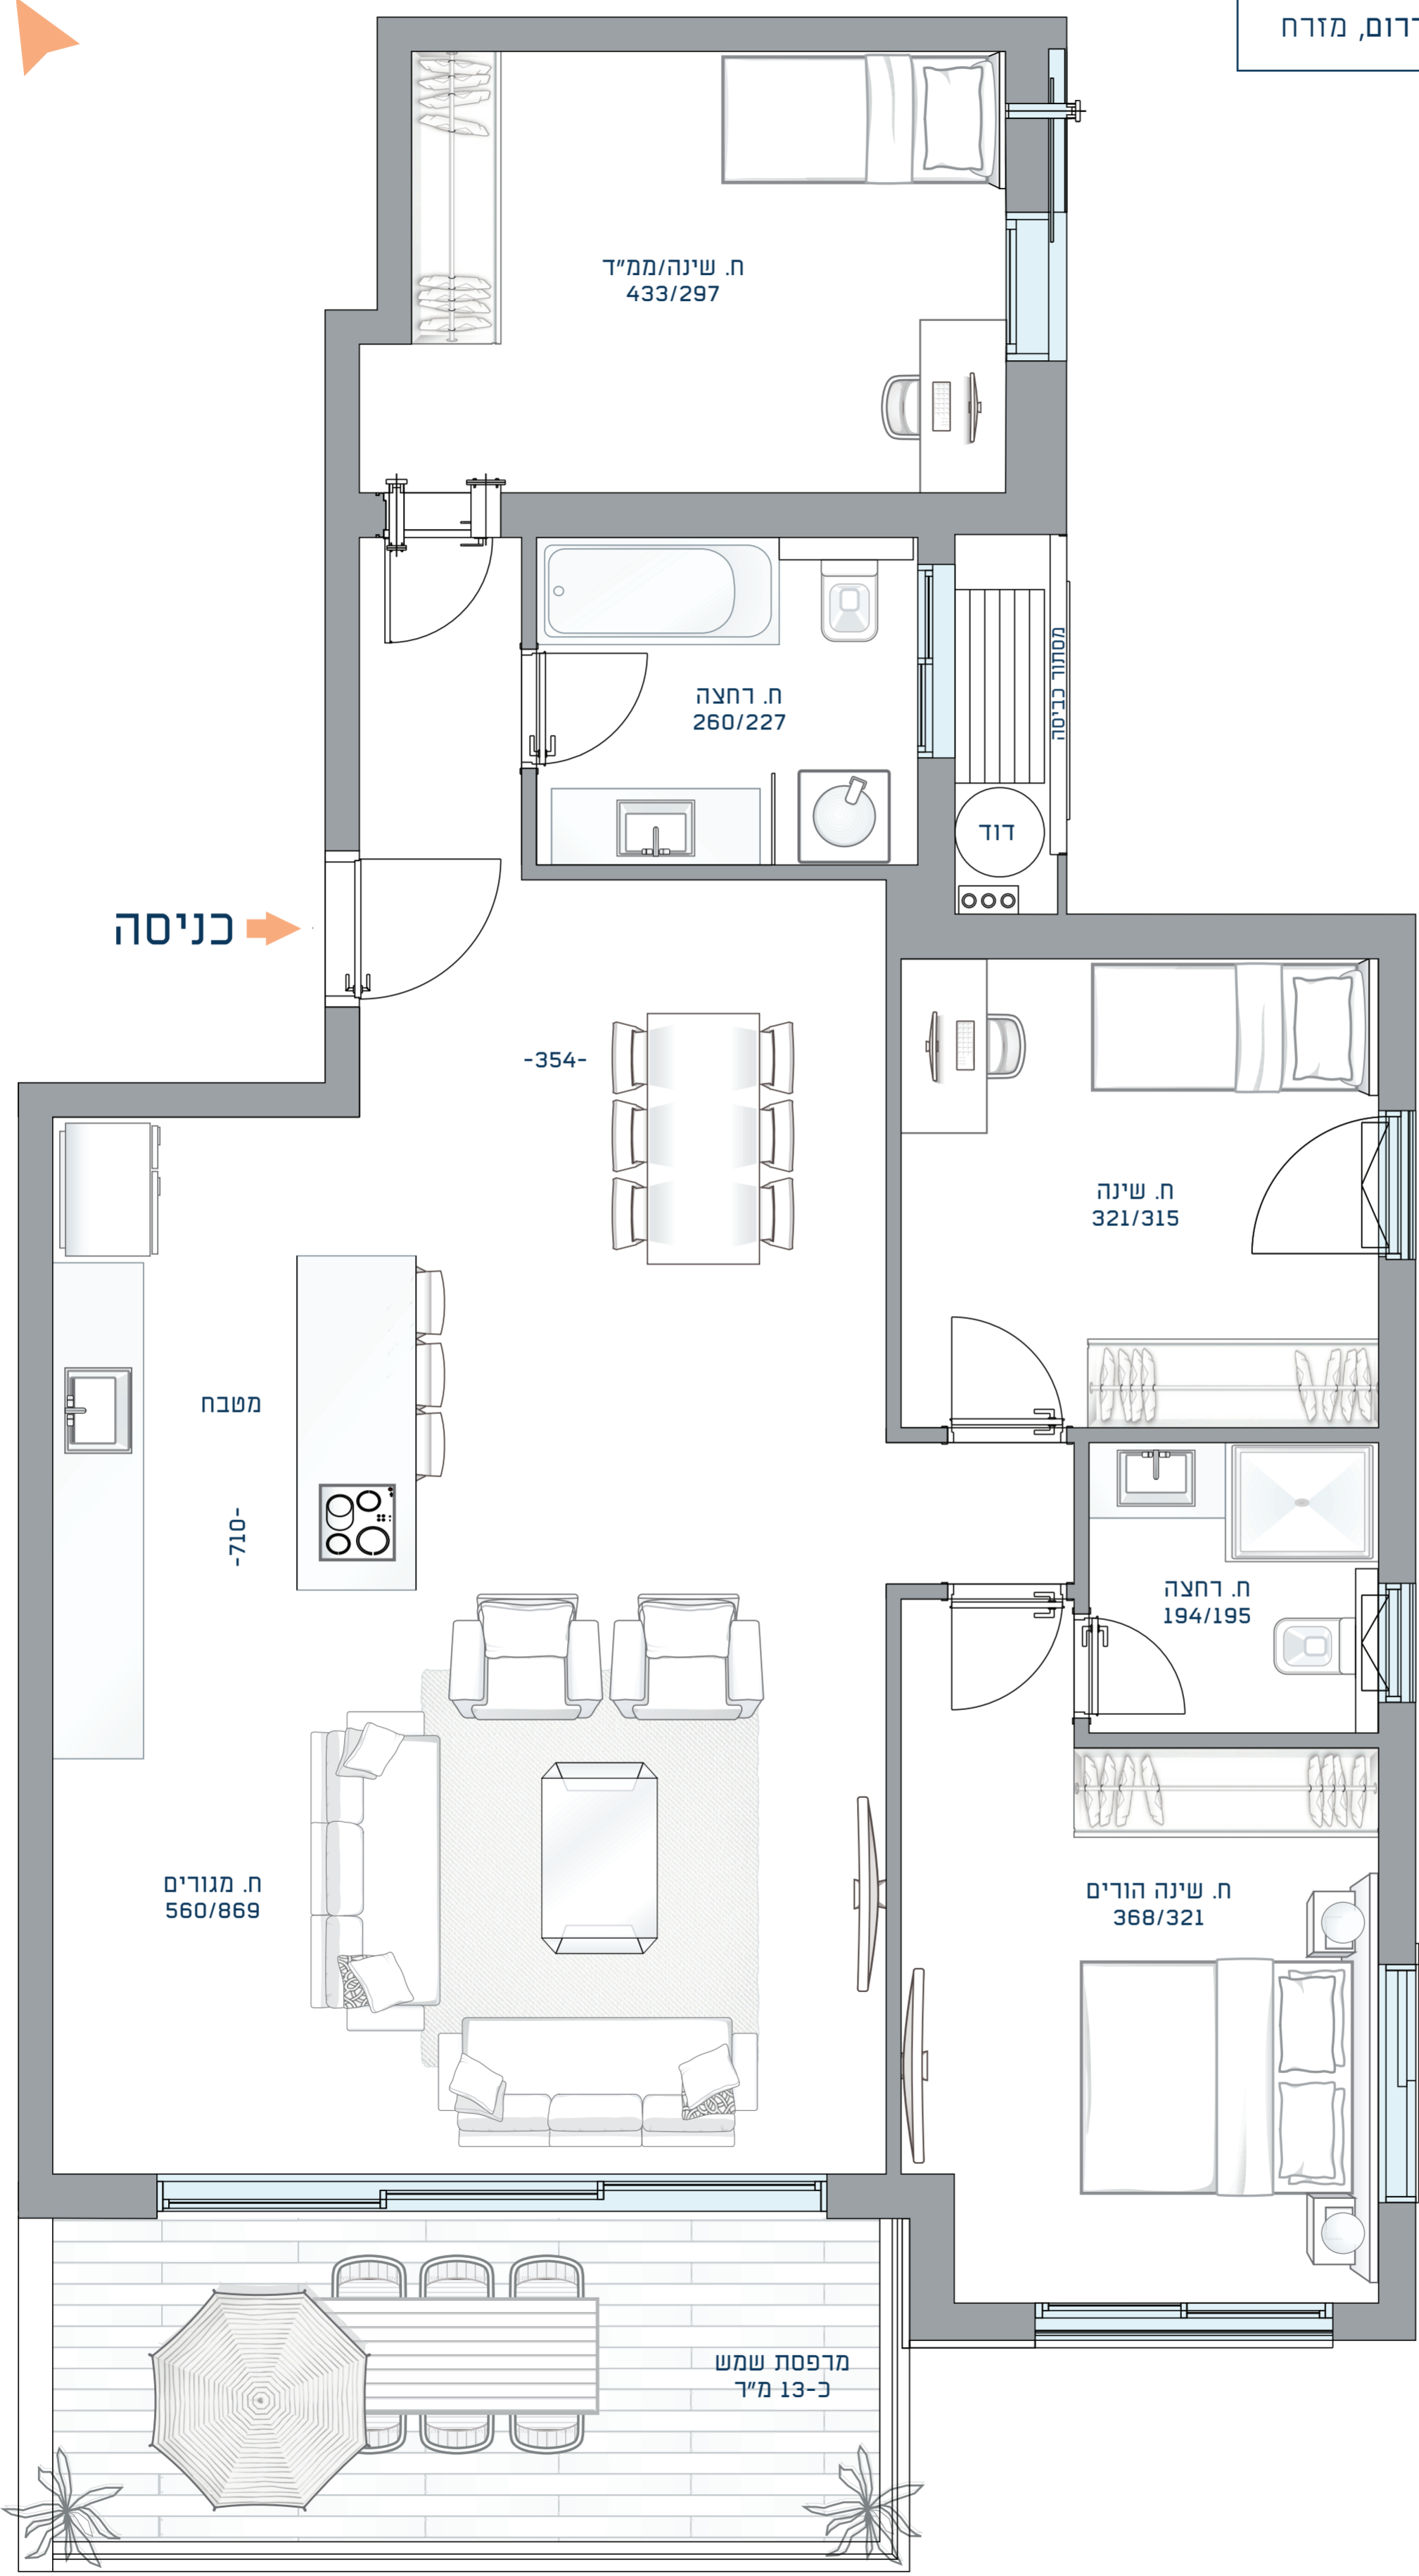 דרום, מזרח
ח. שינה/ממ״ד
433/297
ח. רחצה
260/227
מסתור כביסה
דוד
כניסה
-354-
ח. שינה
321/315
מטבח
-710-
ח. רחצה
194/195
ח. מגורים
560/869
ח. שינה הורים
368/321
מרפסת שמש
כ-13 מ״ר